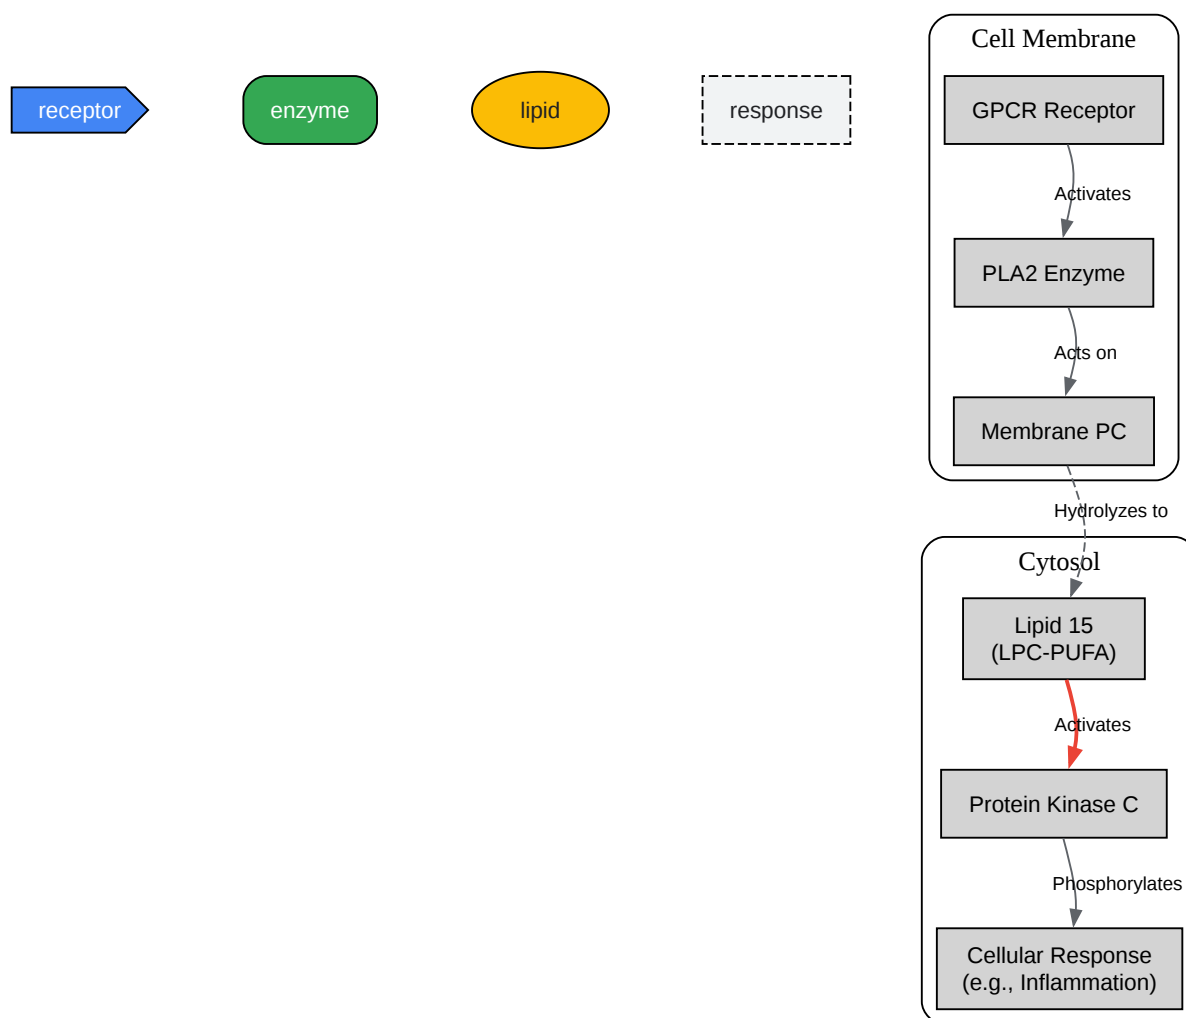 receptor
enzyme
lipid
response
Cell Membrane
GPCR Receptor
Activates
PLA2 Enzyme
Acts on
Membrane PC
Hydrolyzes to
Cytosol
Lipid 15
(LPC-PUFA)
Activates
Protein Kinase C
Phosphorylates
Cellular Response
(e.g., Inflammation)